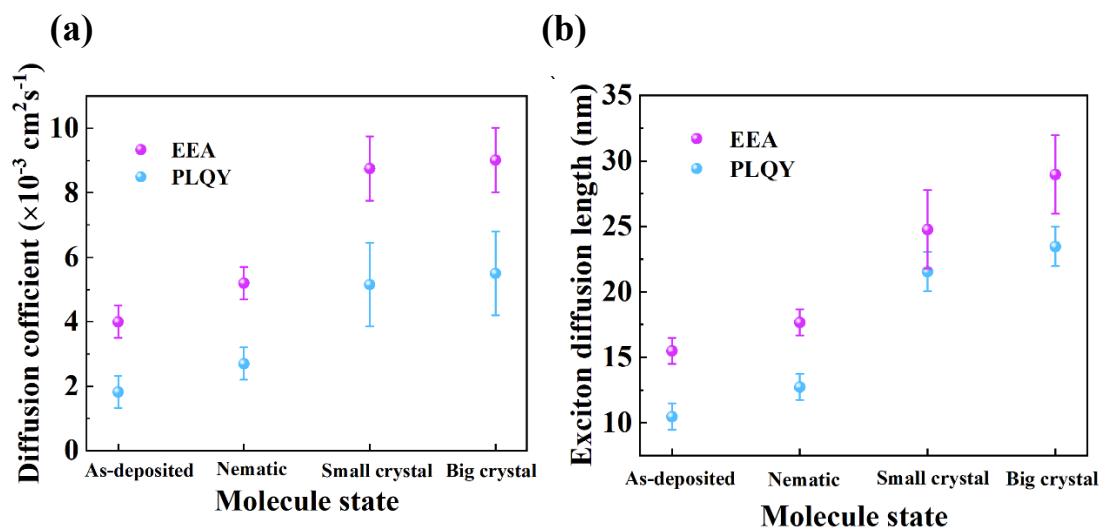 (a)
Diffusion cofficient (×10⁻³ cm²s⁻¹)
10
8
6
4
2
0
EEA
PLQY
As-deposited Nematic Small crystal Big crystal
Molecule state
(b)
Exciton diffusion length (nm)
35
30
25
20
15
10
EEA
PLQY
As-deposited Nematic Small crystal Big crystal
Molecule state